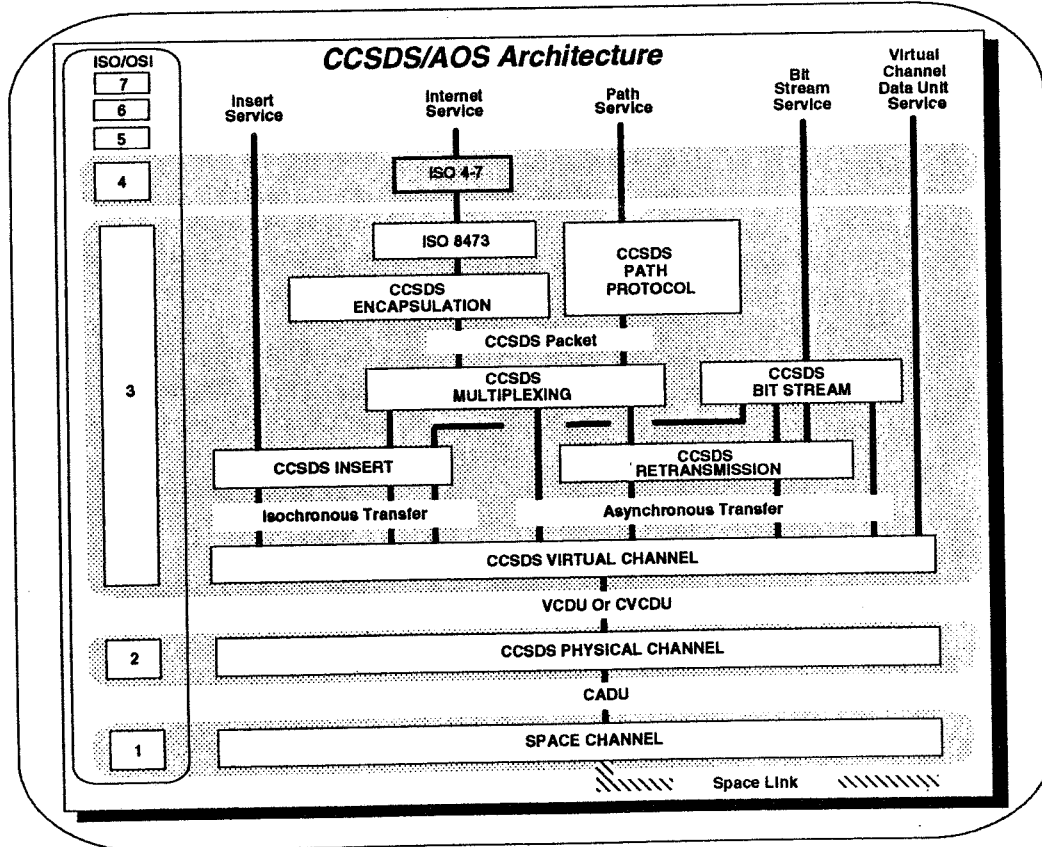 CCSDS/AOS Architecture
ISO/OSI
7
6
5
4
3
2
1
Insert
Service
Internet
Service
Path
Service
Bit
Stream
Service
Virtual
Channel
Data Unit
Service
ISO 4-7
ISO 8473
CCSDS
ENCAPSULATION
CCSDS
PATH
PROTOCOL
CCSDS Packet
CCSDS
MULTIPLEXING
CCSDS
BIT STREAM
CCSDS INSERT
CCSDS
RETRANSMISSION
Isochronous Transfer
Asynchronous Transfer
CCSDS VIRTUAL CHANNEL
VCDU Or CVCDU
CCSDS PHYSICAL CHANNEL
CADU
SPACE CHANNEL
Space Link